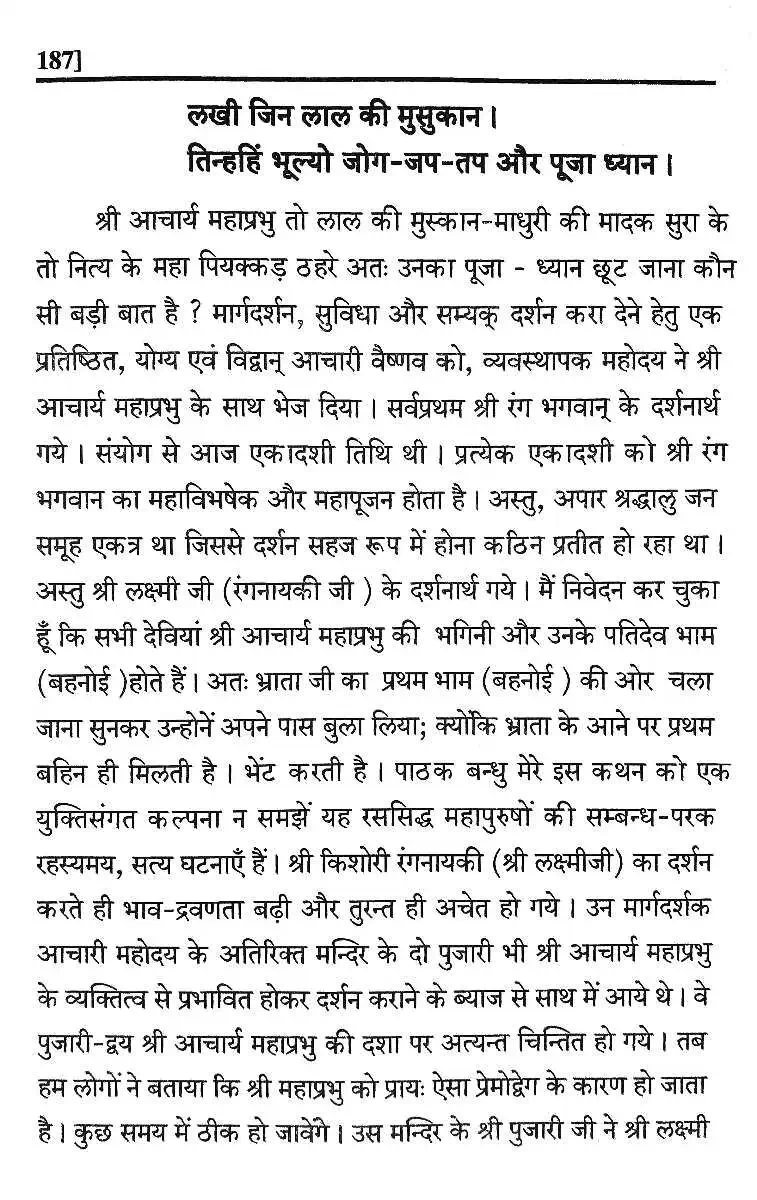 187]
लखी जिन लाल की मुसुकान।
तिन्हहिं भूल्यो जोग-जप-तप और पूजा ध्यान।
श्री आचार्य महाप्रभु तो लाल की मुस्कान-माधुरी की मादक सुरा के
तो नित्य के महा पियक्कड़ ठहरे अतः उनका पूजा - ध्यान छूट जाना कौन
सी बड़ी बात है ? मार्गदर्शन, सुविधा और सम्यक् दर्शन करा देने हेतु एक
प्रतिष्ठित, योग्य एवं विद्वान् आचारी वैष्णव को, व्यवस्थापक महोदय ने श्री
आचार्य महाप्रभु के साथ भेज दिया। सर्वप्रथम श्री रंग भगवान् के दर्शनार्थ
गये। संयोग से आज एकादशी तिथि थी। प्रत्येक एकादशी को श्री रंग
भगवान का महाविभषेक और महापूजन होता है। अस्तु, अपार श्रद्धालु जन
समूह एकत्र था जिससे दर्शन सहज रूप में होना कठिन प्रतीत हो रहा था।
अस्तु श्री लक्ष्मी जी (रंगनायकी जी ) के दर्शनार्थ गये। मैं निवेदन कर चुका
हूँ कि सभी देवियां श्री आचार्य महाप्रभु की भगिनी और उनके पतिदेव भाम
(बहनोई )होते हैं। अतः भ्राता जी का प्रथम भाम (बहनोई ) की ओर चला
जाना सुनकर उन्होनें अपने पास बुला लिया; क्योंकि भ्राता के आने पर प्रथम
बहिन ही मिलती है। भेंट करती है। पाठक बन्धु मेरे इस कथन को एक
युक्तिसंगत कल्पना न समझें यह रससिद्ध महापुरुषों की सम्बन्ध-परक
रहस्यमय, सत्य घटनाएँ हैं। श्री किशोरी रंगनायकी (श्री लक्ष्मीजी) का दर्शन
करते ही भाव-द्रवणता बढ़ी और तुरन्त ही अचेत हो गये। उन मार्गदर्शक
आचारी महोदय के अतिरिक्त मन्दिर के दो पुजारी भी श्री आचार्य महाप्रभु
के व्यक्तित्व से प्रभावित होकर दर्शन कराने के ब्याज से साथ में आये थे। वे
पुजारी-द्वय श्री आचार्य महाप्रभु की दशा पर अत्यन्त चिन्तित हो गये। तब
हम लोगों ने बताया कि श्री महाप्रभु को प्रायः ऐसा प्रेमोद्वेग के कारण हो जाता
है। कुछ समय में ठीक हो जावेंगे। उस मन्दिर के श्री पुजारी जी ने श्री लक्ष्मी